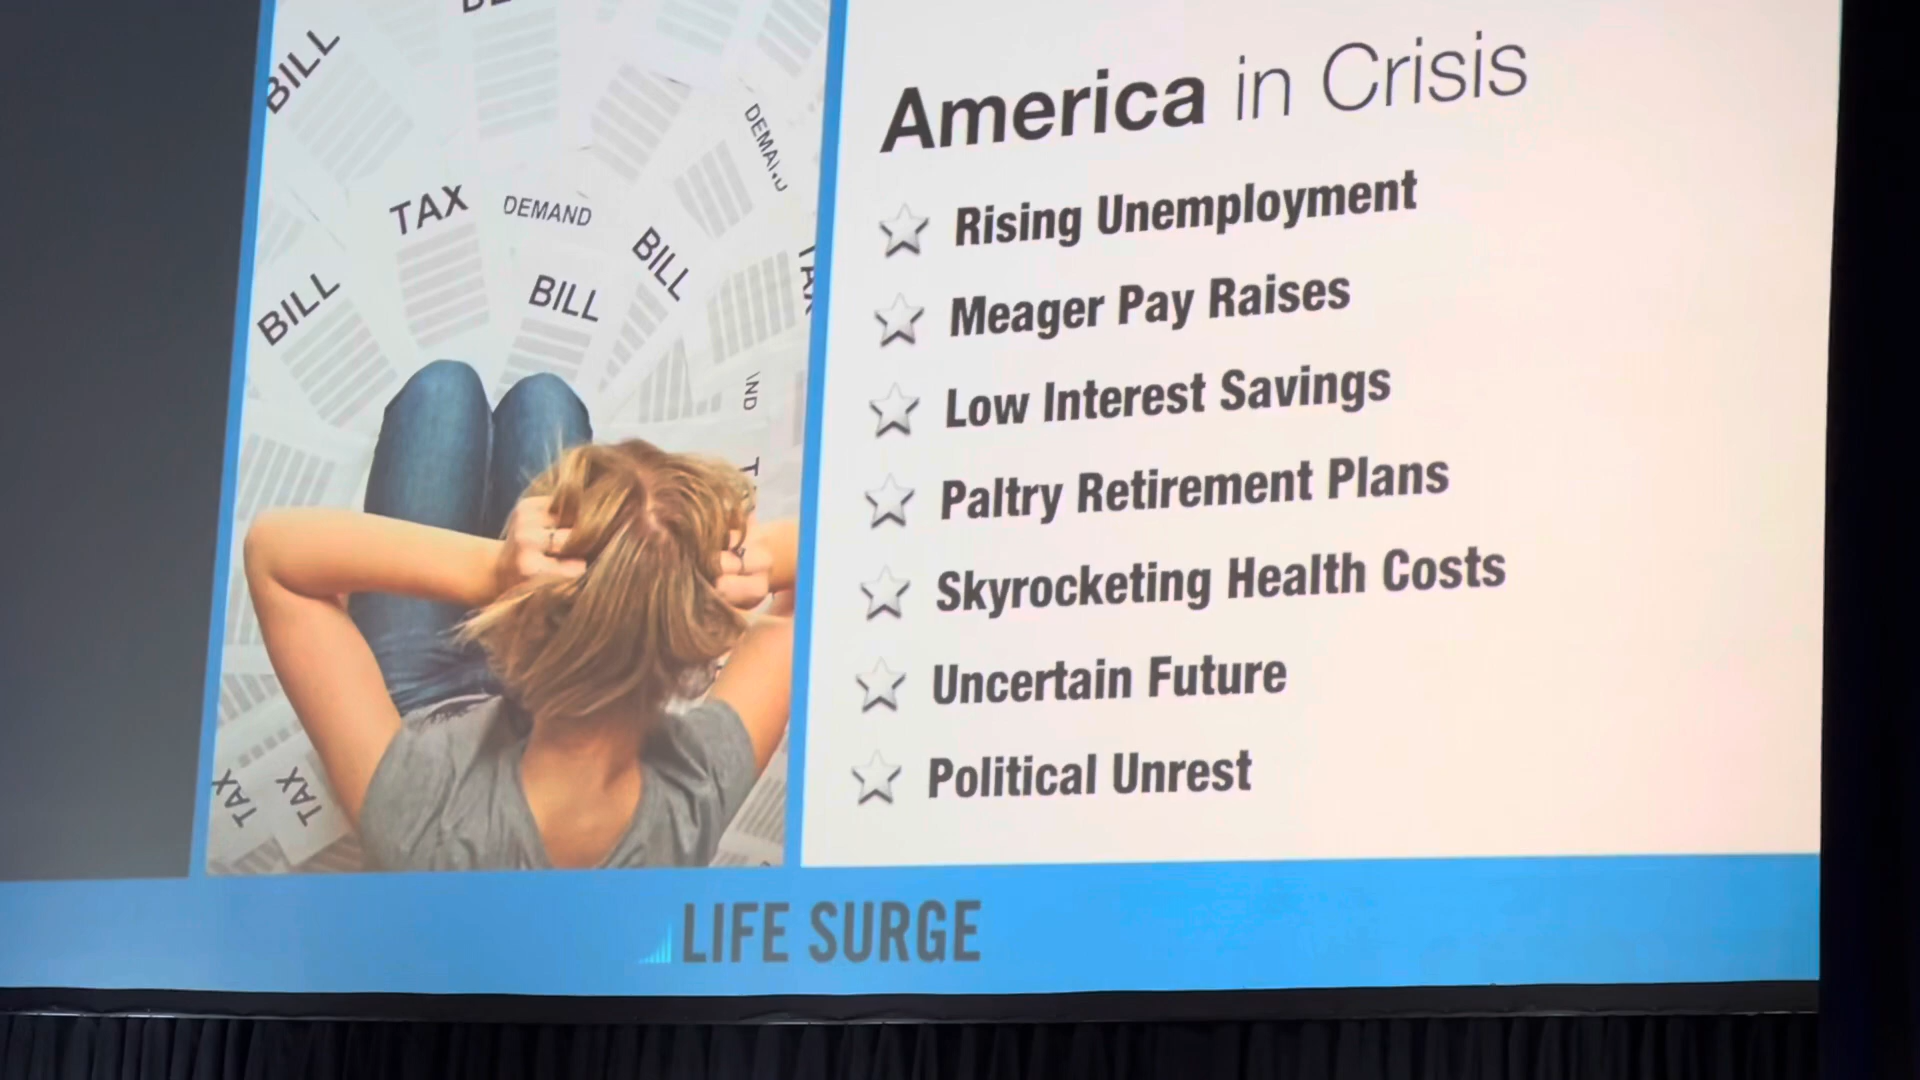 BILL
DEMAND
TAX
DEMAND
BILL
BILL
BILL
TAX
TAX
America in Crisis
Rising Unemployment
Meager Pay Raises
Low Interest Savings
Paltry Retirement Plans
Skyrocketing Health Costs
Uncertain Future
Political Unrest
LIFE SURGE